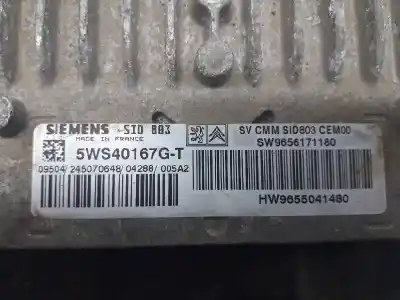 SIEMENS SID 803
MADE IN FRANCE
5WS40167G-T
09504/245070648/04288/005A2
SV CMM SID803 CEM00
SW9656171180
HW9655041480